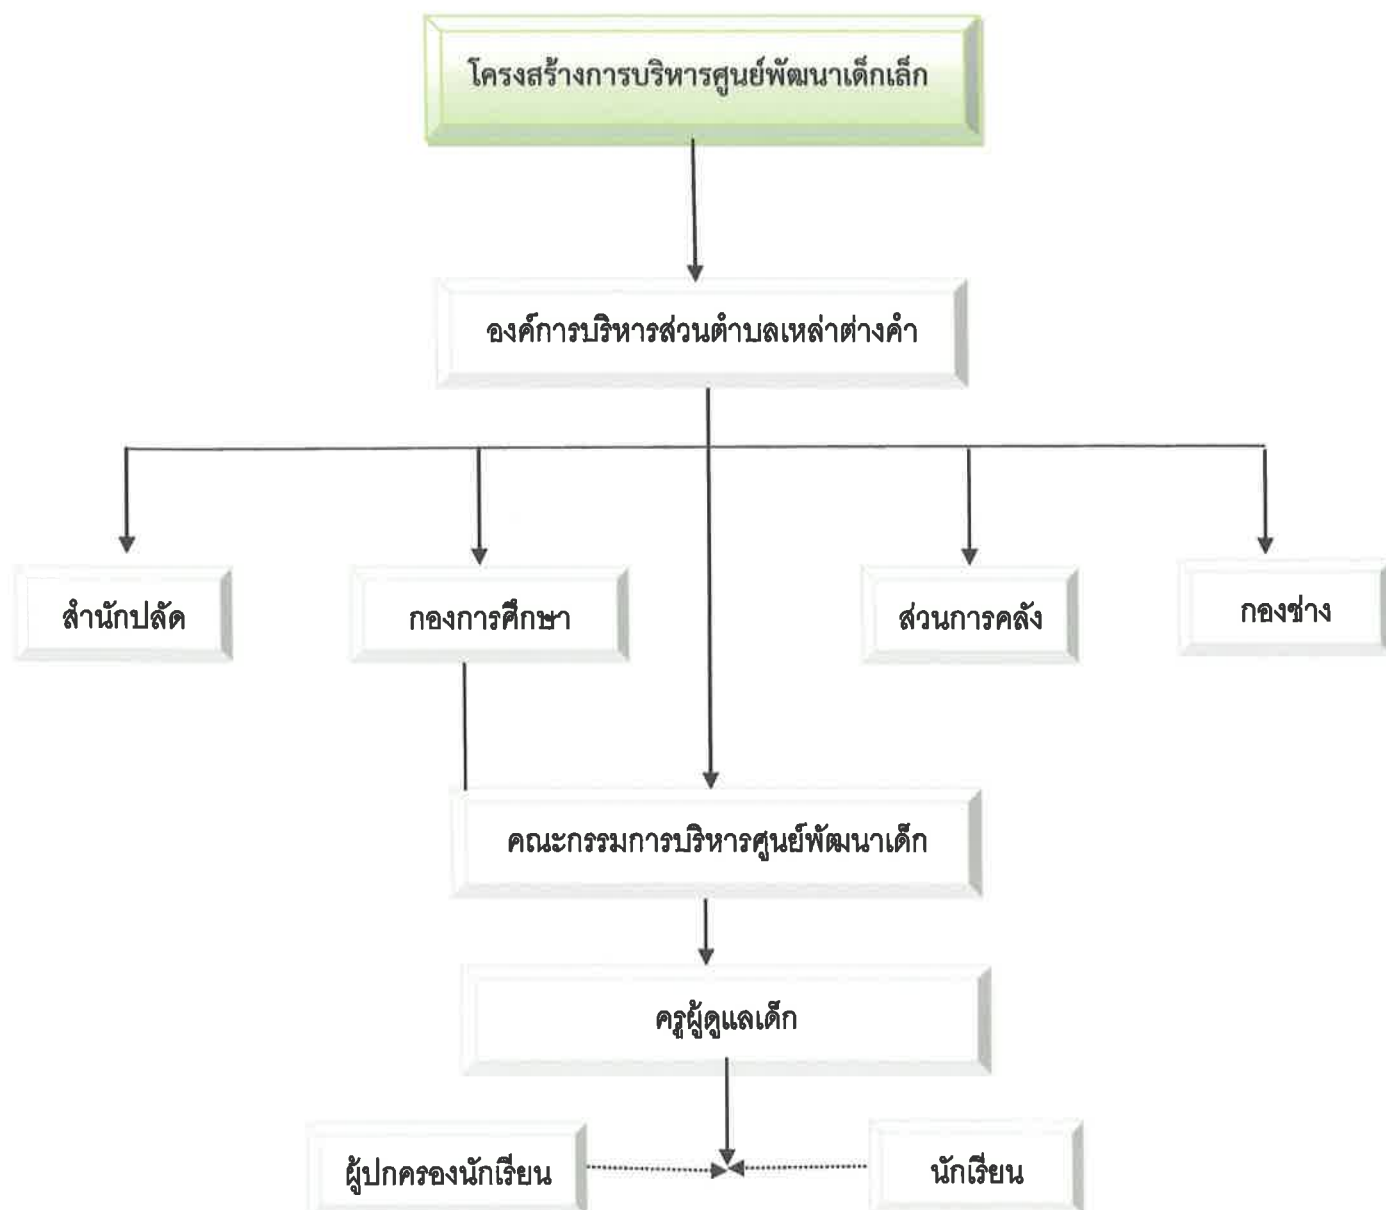 โครงสร้างการบริหารศูนย์พัฒนาเด็กเล็ก
องค์การบริหารส่วนตำบลเหล่าต่างคำ
สำนักปลัด
กองการศึกษา
ส่วนการคลัง
กองช่าง
คณะกรรมการบริหารศูนย์พัฒนาเด็ก
ครูผู้ดูแลเด็ก
ผู้ปกครองนักเรียน
นักเรียน